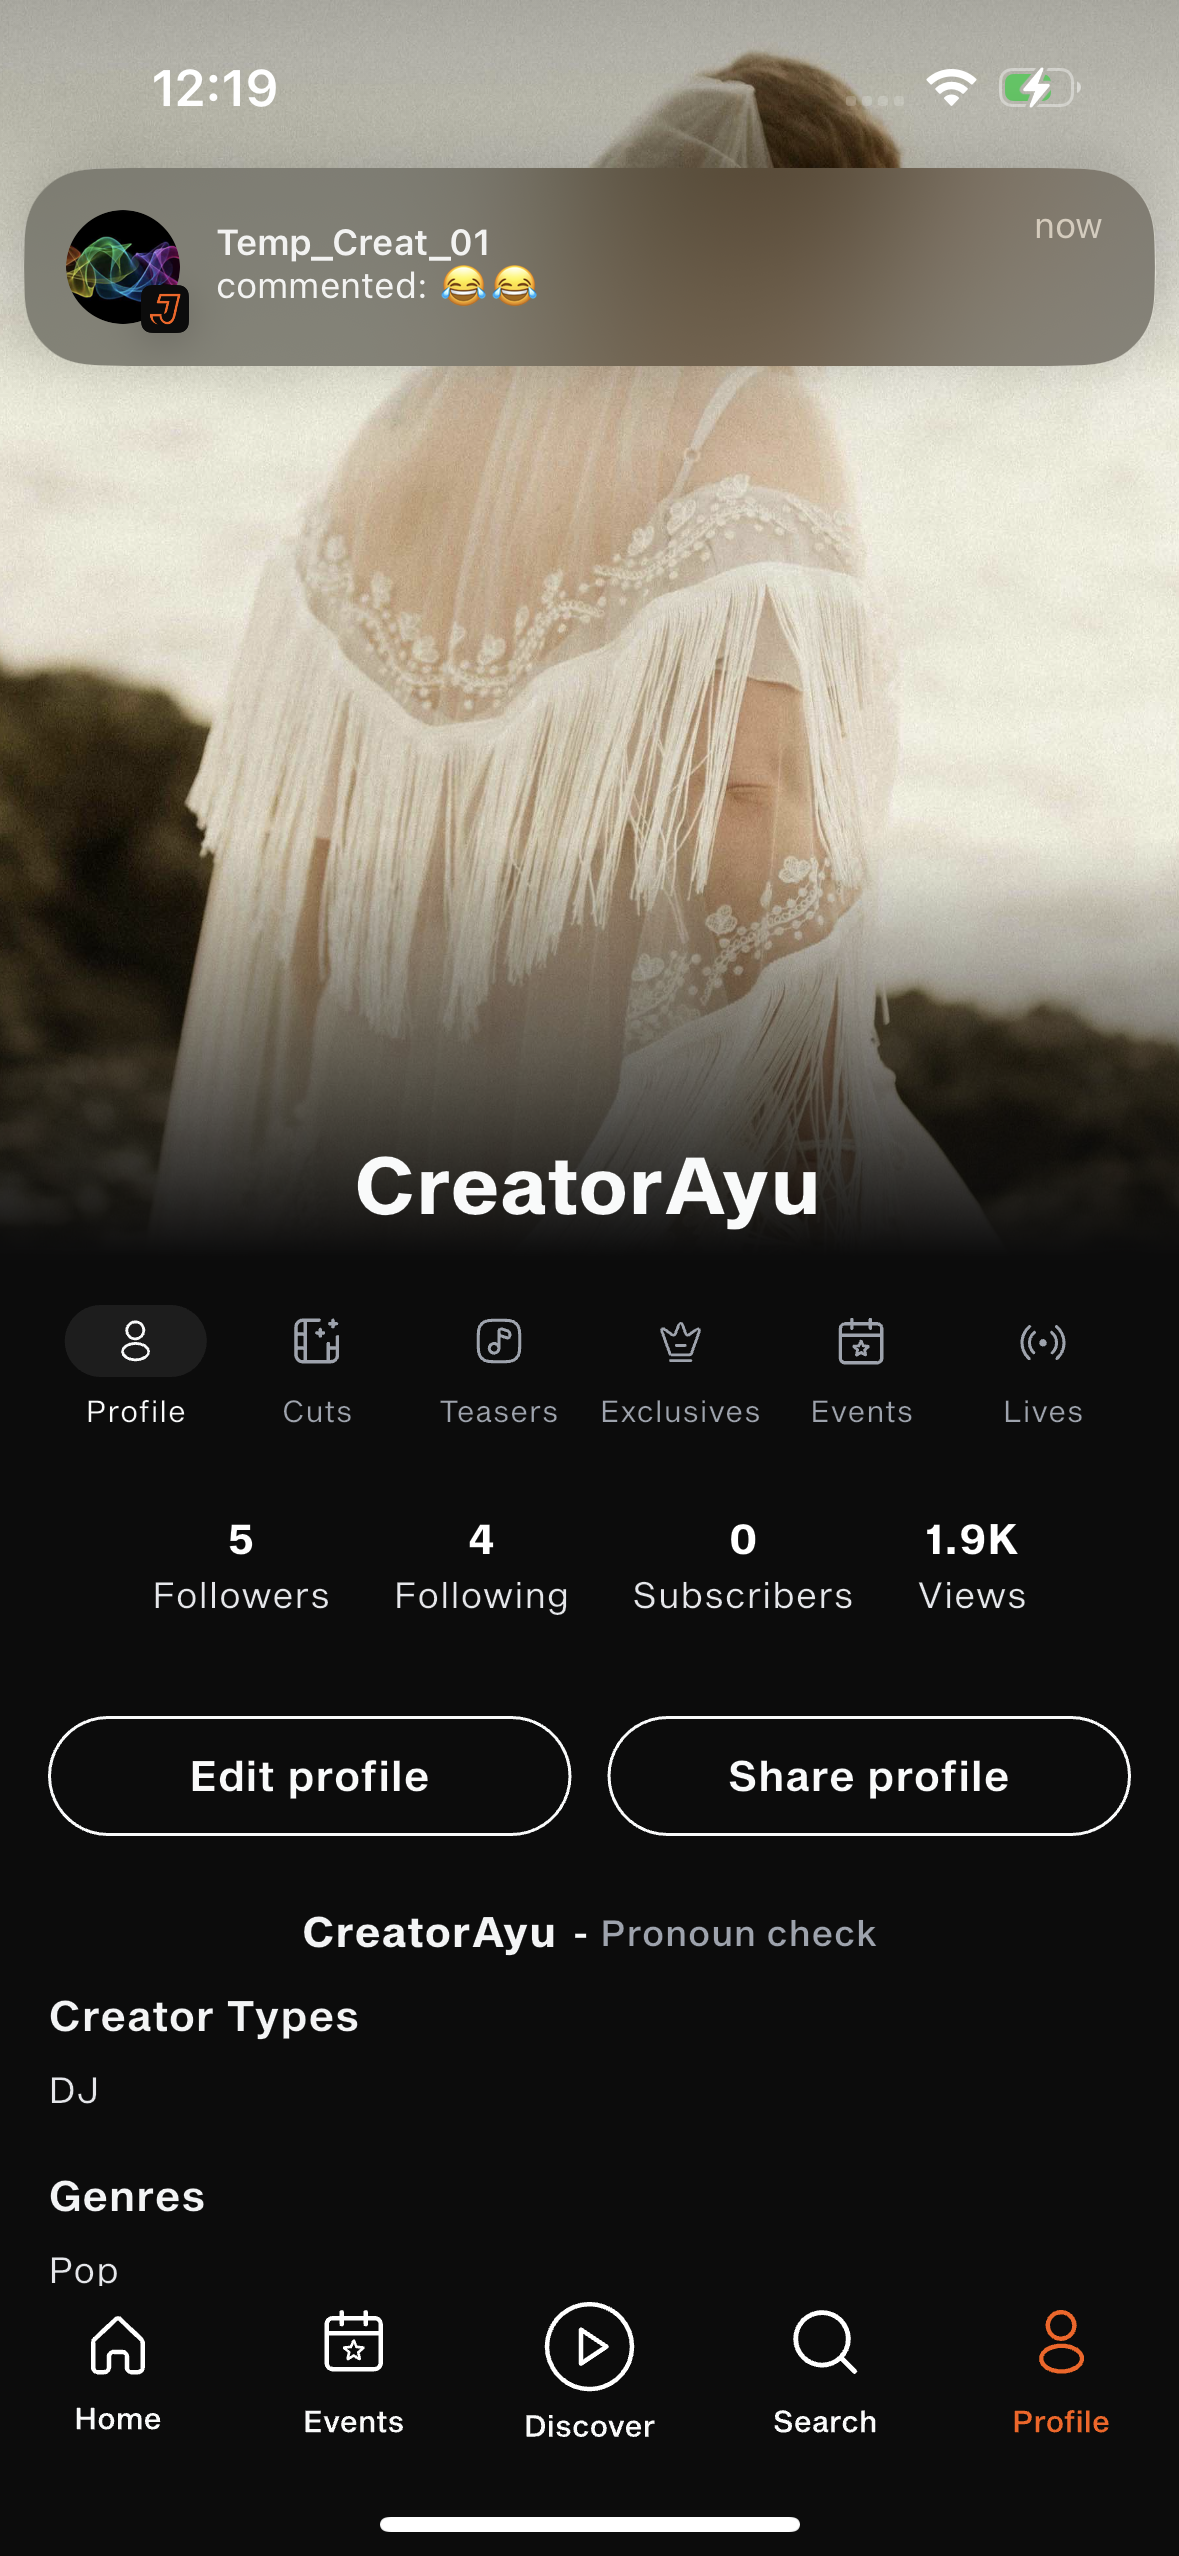 12:19
Temp_Creat_01
now
commented: 😂😂
CreatorAyu
Profile
Cuts
Teasers
Exclusives
Events
Lives
5
Followers
4
Following
0
Subscribers
1.9K
Views
Edit profile
Share profile
CreatorAyu - Pronoun check
Creator Types
DJ
Genres
Pop
Home
Events
Discover
Search
Profile